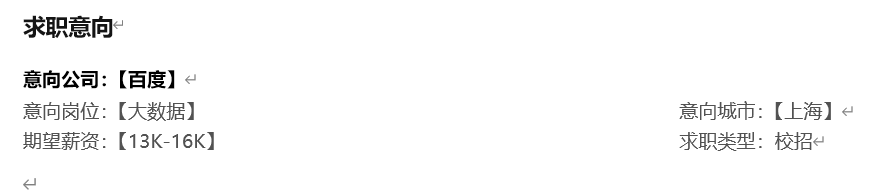 求职意向
意向公司：【百度】
意向岗位：【大数据】 意向城市：【上海】
期望薪资：【13K-16K】 求职类型：校招